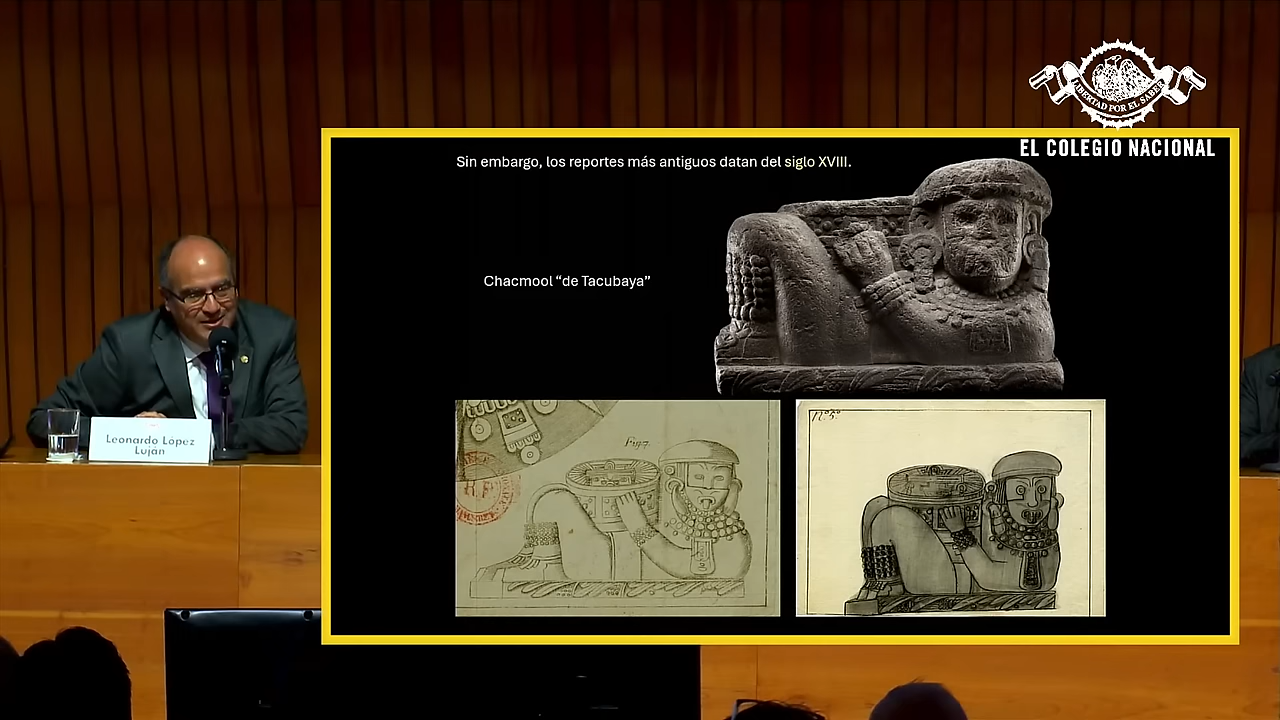 LIBERTAD POR EL SABER
EL COLEGIO NACIONAL
Sin embargo, los reportes más antiguos datan del siglo XVIII.
Chacmool “de Tacubaya”
Leonardo López
Luján